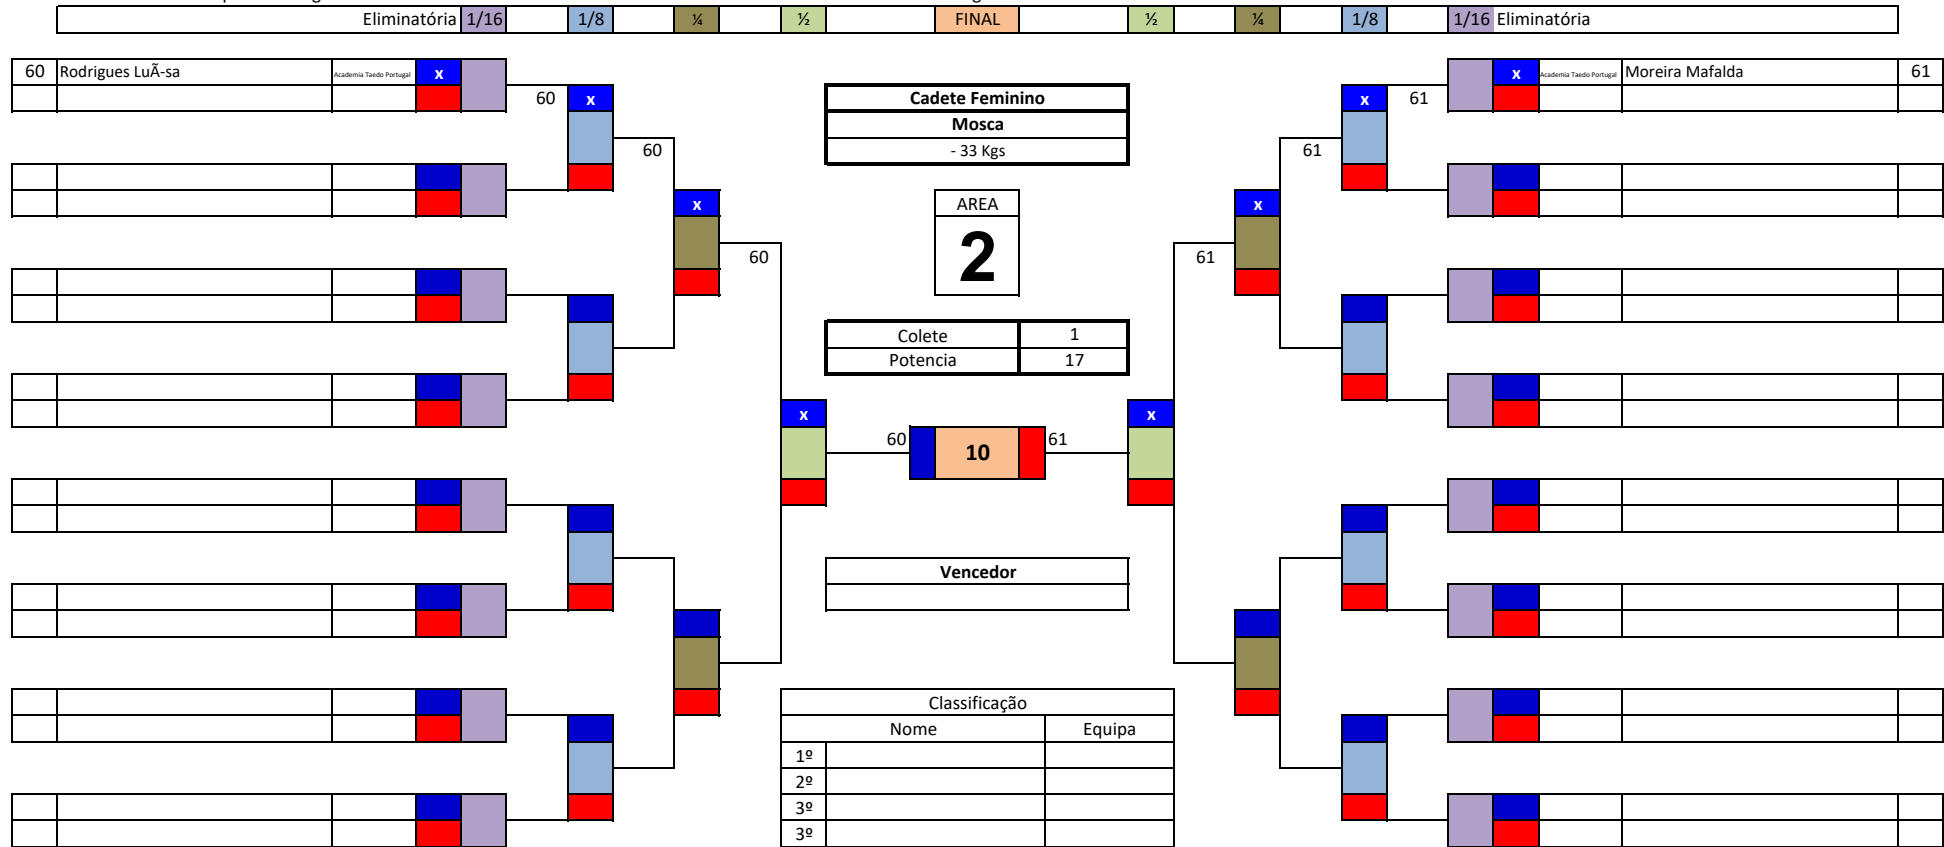 Eliminatória 1/16 1/8 ¼ ½ FINAL ½ ¼ 1/8 1/16 Eliminatória
60 Rodrigues LuÃ-sa Academia Taedo Portugal x
x Academia Taedo Portugal Moreira Mafalda 61
60 x
Cadete Feminino
x 61
Mosca
- 33 Kgs
60
61
x
AREA
x
2
60
61
Colete 1
Potencia 17
x
x
60 10 61
Vencedor
Classificação
Nome Equipa
1º
2º
3º
3º